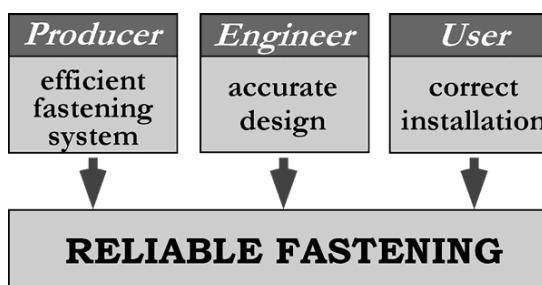 Producer
efficient
fastening
system
Engineer
accurate
design
User
correct
installation
RELIABLE FASTENING